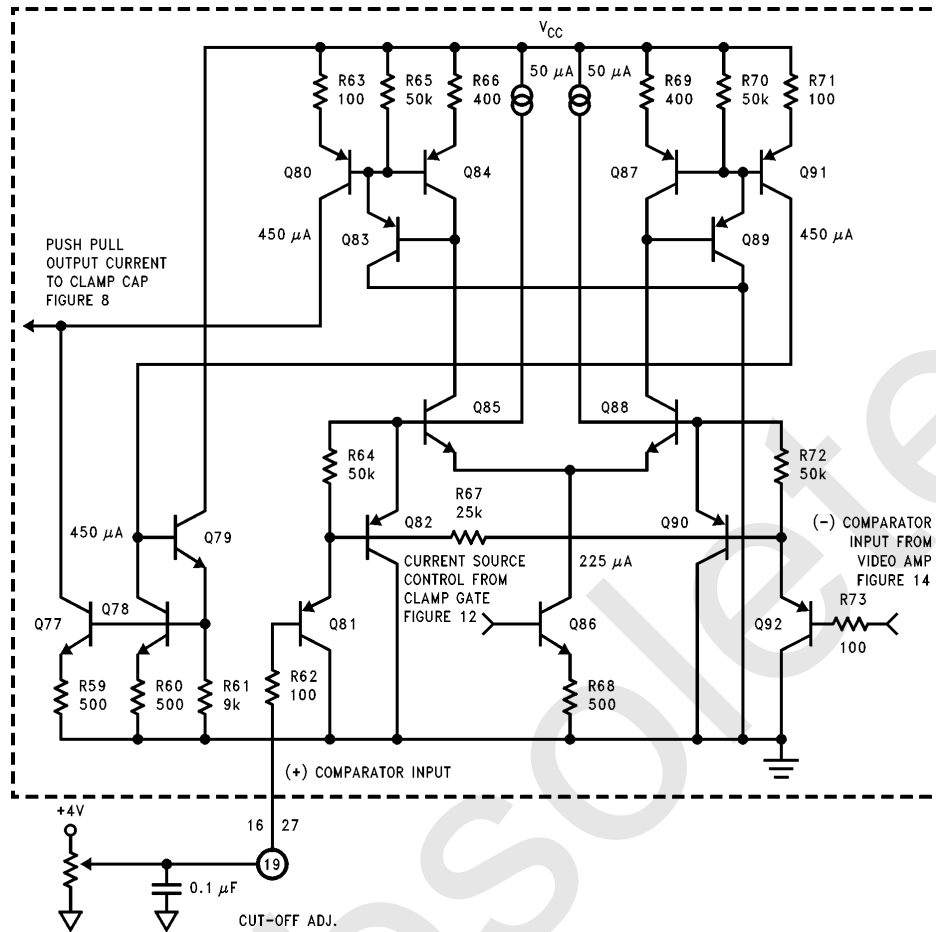 VCC
R63
100
R65
50k
R66
400
50 µA
50 µA
R69
400
R70
50k
R71
100
Q80
Q84
Q87
Q91
Q83
Q89
450 µA
450 µA
PUSH PULL
OUTPUT CURRENT
TO CLAMP CAP
FIGURE 8
Q85
Q88
R64
50k
R72
50k
R67
25k
Q82
Q90
450 µA
Q79
CURRENT SOURCE
CONTROL FROM
CLAMP GATE
FIGURE 12
225 µA
(-) COMPARATOR
INPUT FROM
VIDEO AMP
FIGURE 14
R73
100
Q77
Q78
Q81
Q86
Q92
R59
500
R60
500
R61
9k
R62
100
R68
500
(+) COMPARATOR INPUT
+4V
16 27
19
0.1 µF
CUT-OFF ADJ.
obsolete